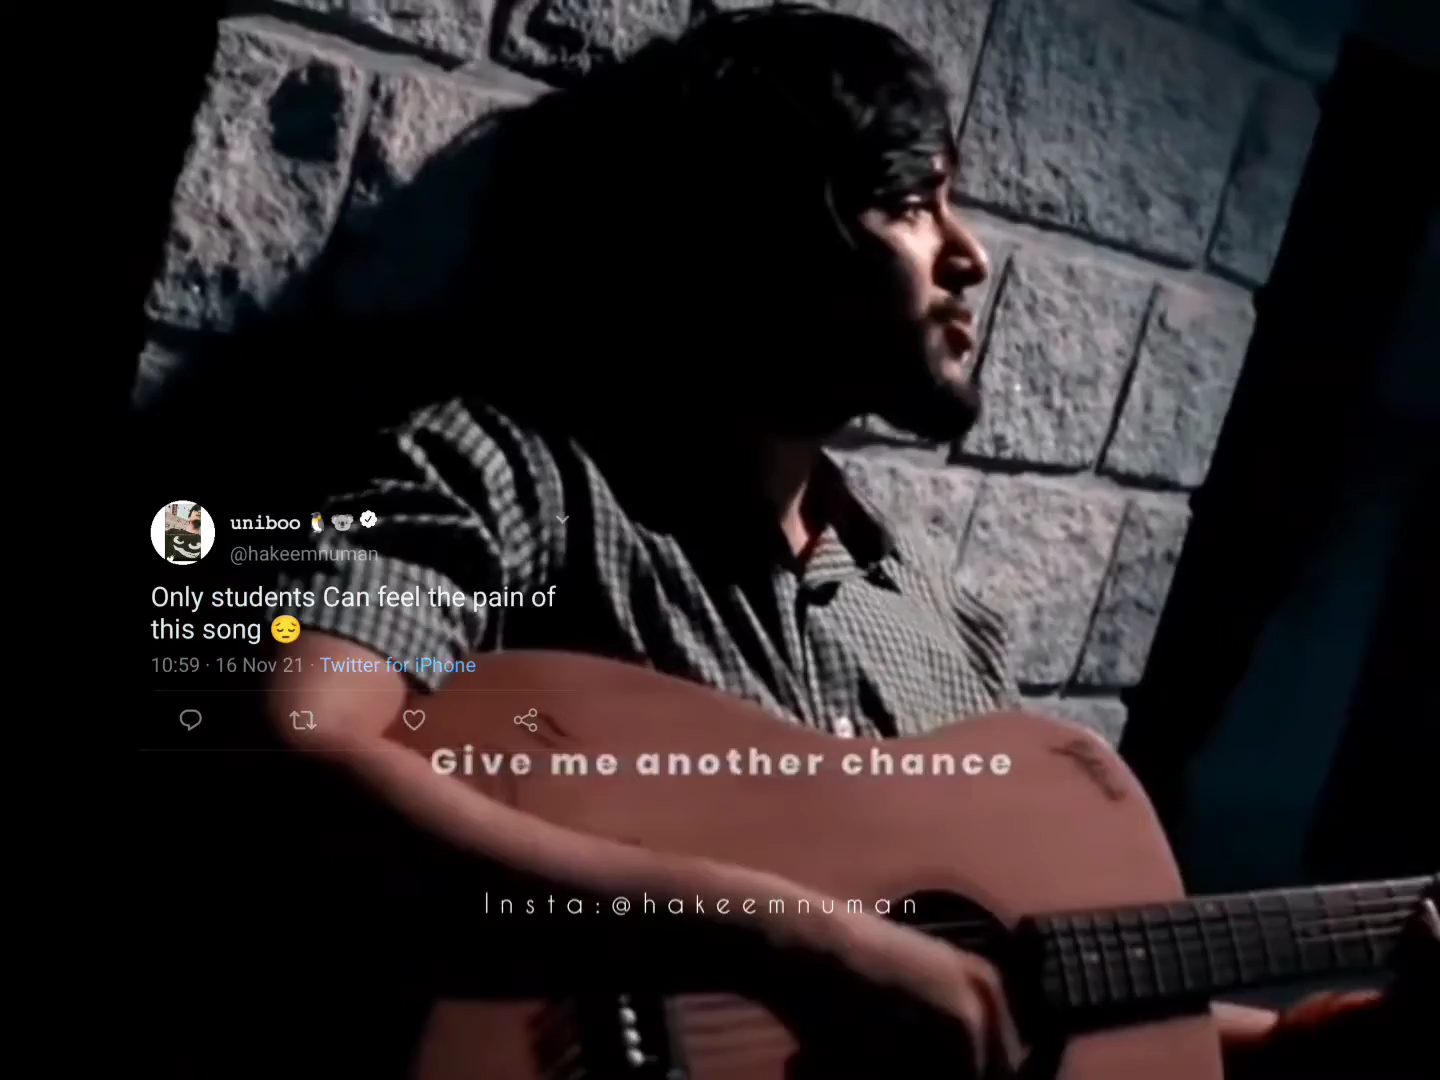 uniboo 🐧🐨
@hakeemnuman
Only students Can feel the pain of
this song 😔
10:59 · 16 Nov 21 · Twitter for iPhone
Give me another chance
Insta:@hakeemnuman